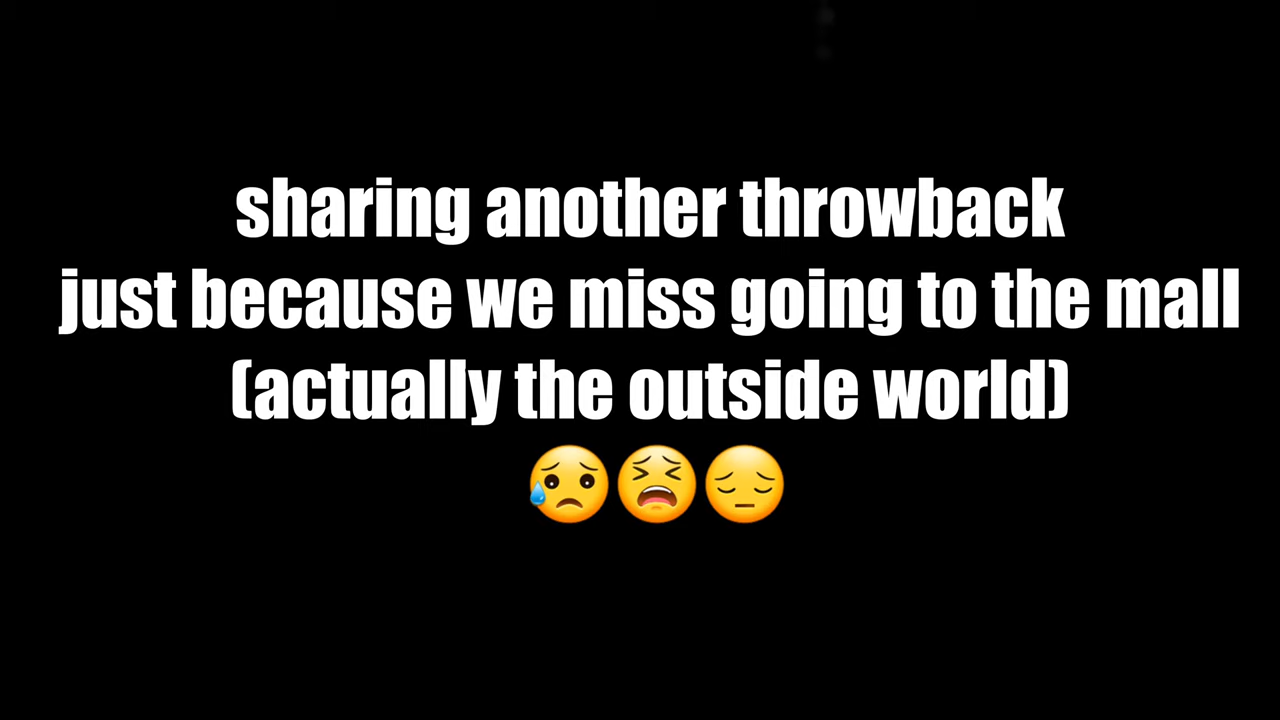 sharing another throwback
just because we miss going to the mall
(actually the outside world)
😥😫😔